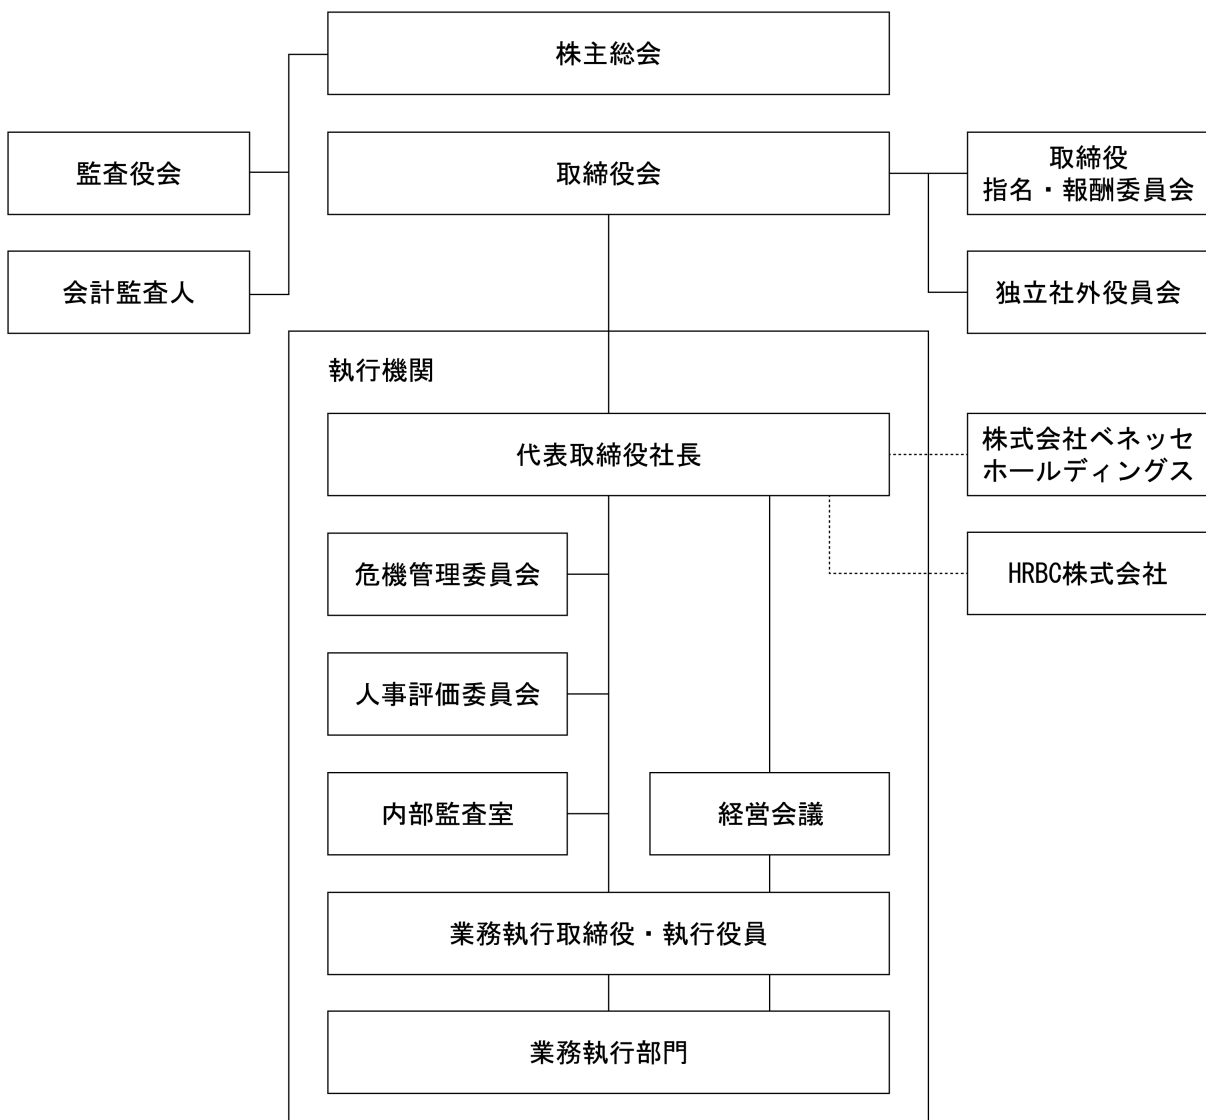 株主総会
監査役会
取締役会
取締役
指名・報酬委員会
会計監査人
独立社外役員会
執行機関
代表取締役社長
株式会社ベネッセ
ホールディングス
危機管理委員会
HRBC株式会社
人事評価委員会
内部監査室
経営会議
業務執行取締役・執行役員
業務執行部門